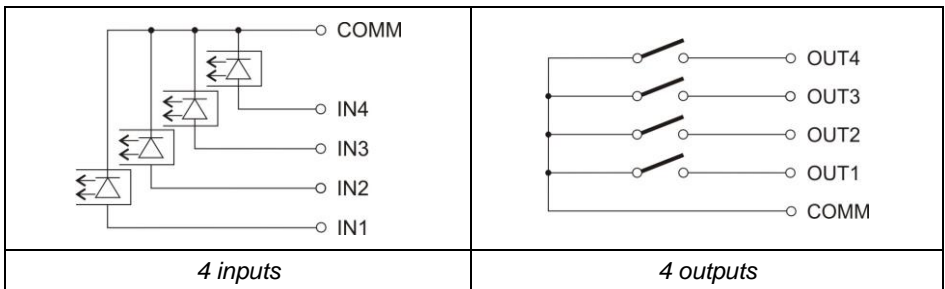 COMM
IN4
IN3
IN2
IN1
4 inputs
OUT4
OUT3
OUT2
OUT1
COMM
4 outputs